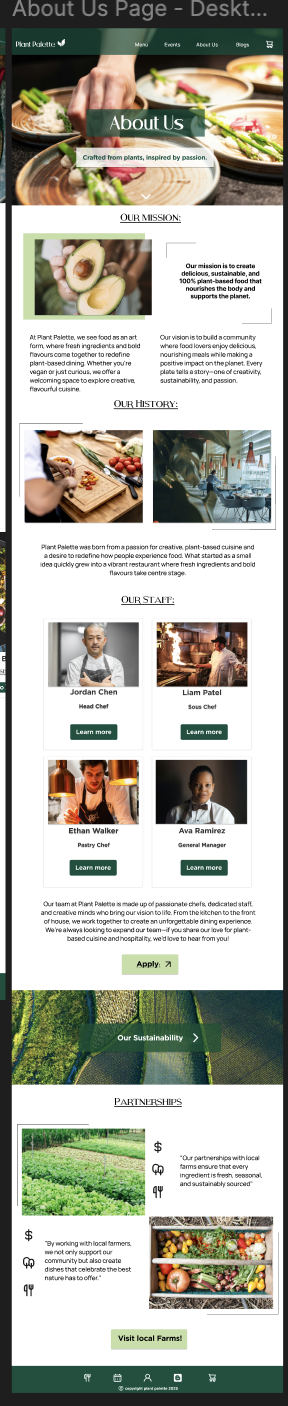 About Us Page - Deskt...
Plant Palette
Menu Events About Us Blogs
About Us
Crafted from plants, inspired by passion.
Our mission:
Our mission is to create
delicious, sustainable, and
100% plant-based food that
nourishes the body and
supports the planet.
At Plant Palette, we see food as an art
form, where fresh ingredients and bold
flavours come together to redefine
plant-based dining. Whether you're
vegan or just curious, we offer a
welcoming space to explore creative,
flavourful cuisine.
Our vision is to build a community
where food lovers enjoy delicious,
nourishing meals while making a
positive impact on the planet. Every
plate tells a story—one of creativity,
sustainability, and passion.
Our History:
Plant Palette was born from a passion for creative, plant-based cuisine and
a desire to redefine how people experience food. What started as a small
idea quickly grew into a vibrant restaurant where fresh ingredients and bold
flavours take centre stage.
Our Staff:
Jordan Chen
Head Chef
Learn more
Liam Patel
Sous Chef
Learn more
Ethan Walker
Pastry Chef
Learn more
Ava Ramirez
General Manager
Learn more
Our team at Plant Palette is made up of passionate chefs, dedicated staff,
and creative minds who bring our vision to life. From the kitchen to the front
of house, we work together to create an unforgettable dining experience.
We're always looking to expand our team—if you share our love for plant-
based cuisine and hospitality, we'd love to hear from you!
Apply:
Our Sustainability
Partnerships
"Our partnerships with local
farms ensure that every
ingredient is fresh, seasonal,
and sustainably sourced"
"By working with local farmers,
we not only support our
community but also create
dishes that celebrate the best
nature has to offer."
Visit local Farms!
© copyright plant palette 2025